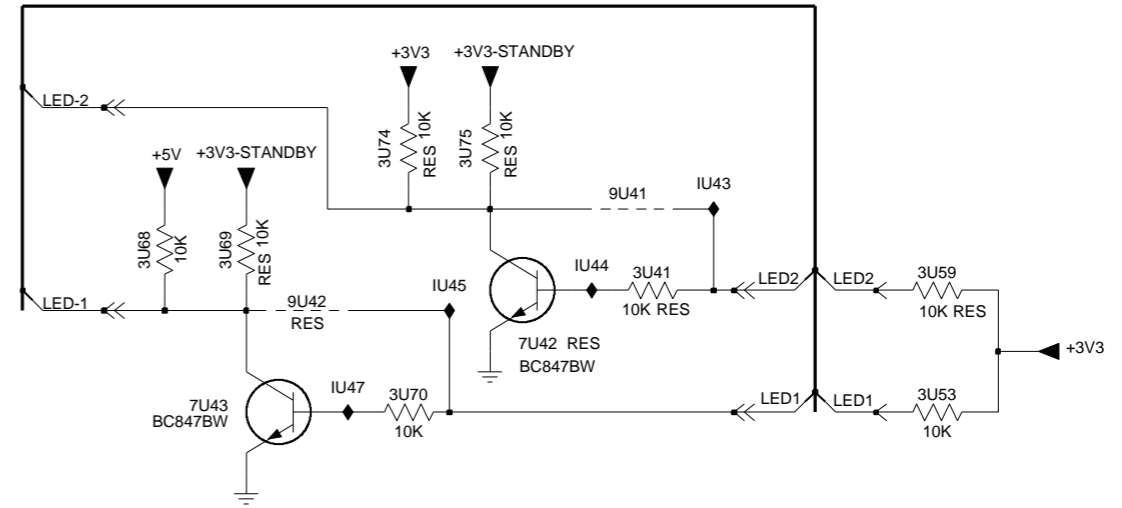 +3V3
+3V3-STANDBY
LED-2
3U74
RES 10K
3U75
RES 10K
+5V
+3V3-STANDBY
9U41
IU43
3U68
10K
3U69
RES 10K
IU44
3U41
10K RES
LED2
LED2
3U59
10K RES
LED-1
9U42
RES
IU45
7U42 RES
BC847BW
+3V3
7U43
BC847BW
IU47
3U70
10K
LED1
LED1
3U53
10K